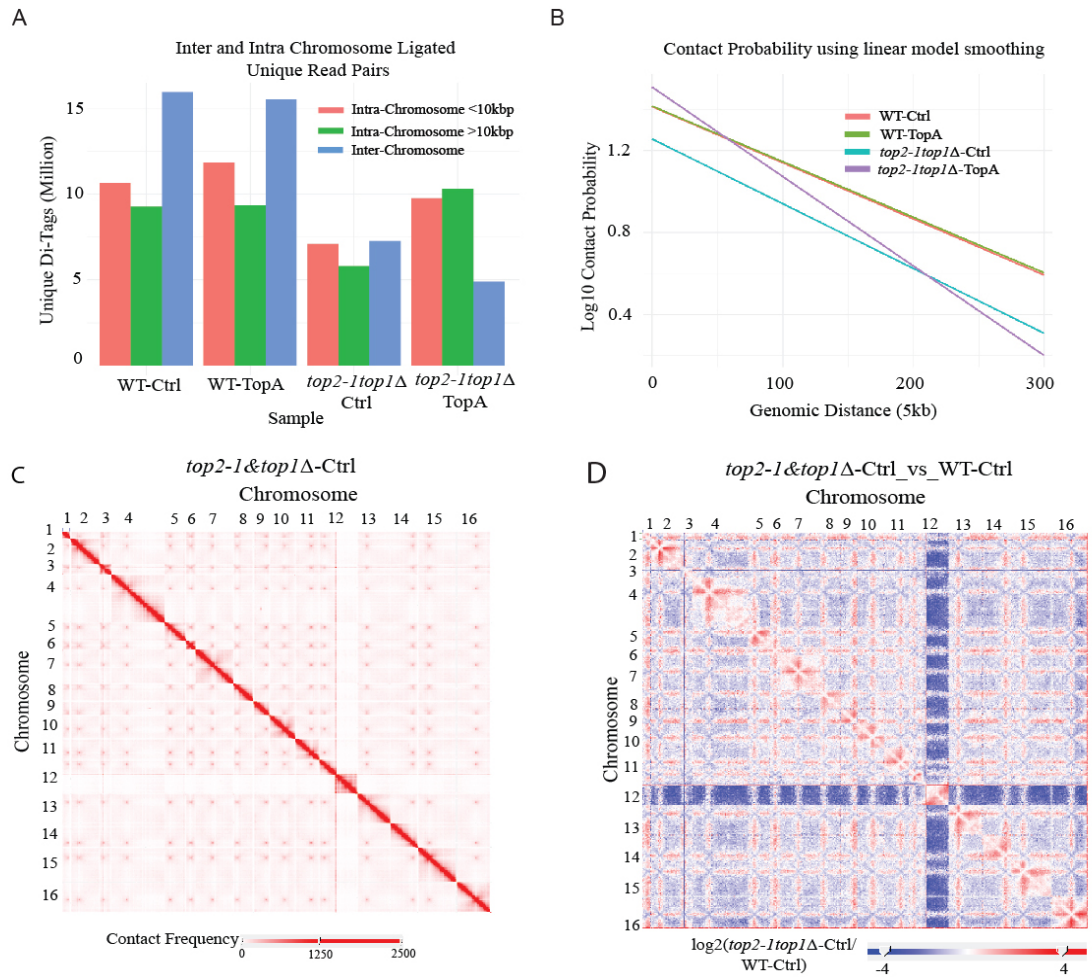 A
Inter and Intra Chromosome Ligated
Unique Read Pairs
Unique Di-Tags (Million)
15
10
5
0
Intra-Chromosome <10kbp
Intra-Chromosome >10kbp
Inter-Chromosome
WT-Ctrl
WT-TopA
top2-1top1Δ
Ctrl
top2-1top1Δ
TopA
Sample
B
Contact Probability using linear model smoothing
Log10 Contact Probability
1.2
0.8
0.4
WT-Ctrl
WT-TopA
top2-1top1Δ-Ctrl
top2-1top1Δ-TopA
0 100 200 300
Genomic Distance (5kb)
C
top2-1&top1Δ-Ctrl
Chromosome
1 2 3 4 5 6 7 8 9 10 11 12 13 14 15 16
Chromosome
1
2
3
4
5
6
7
8
9
10
11
12
13
14
15
16
Contact Frequency
0 1250 2500
D
top2-1&top1Δ-Ctrl_vs_WT-Ctrl
Chromosome
1 2 3 4 5 6 7 8 9 10 11 12 13 14 15 16
Chromosome
1
2
3
4
5
6
7
8
9
10
11
12
13
14
15
16
log2(top2-1top1Δ-Ctrl/
WT-Ctrl)
-4 4